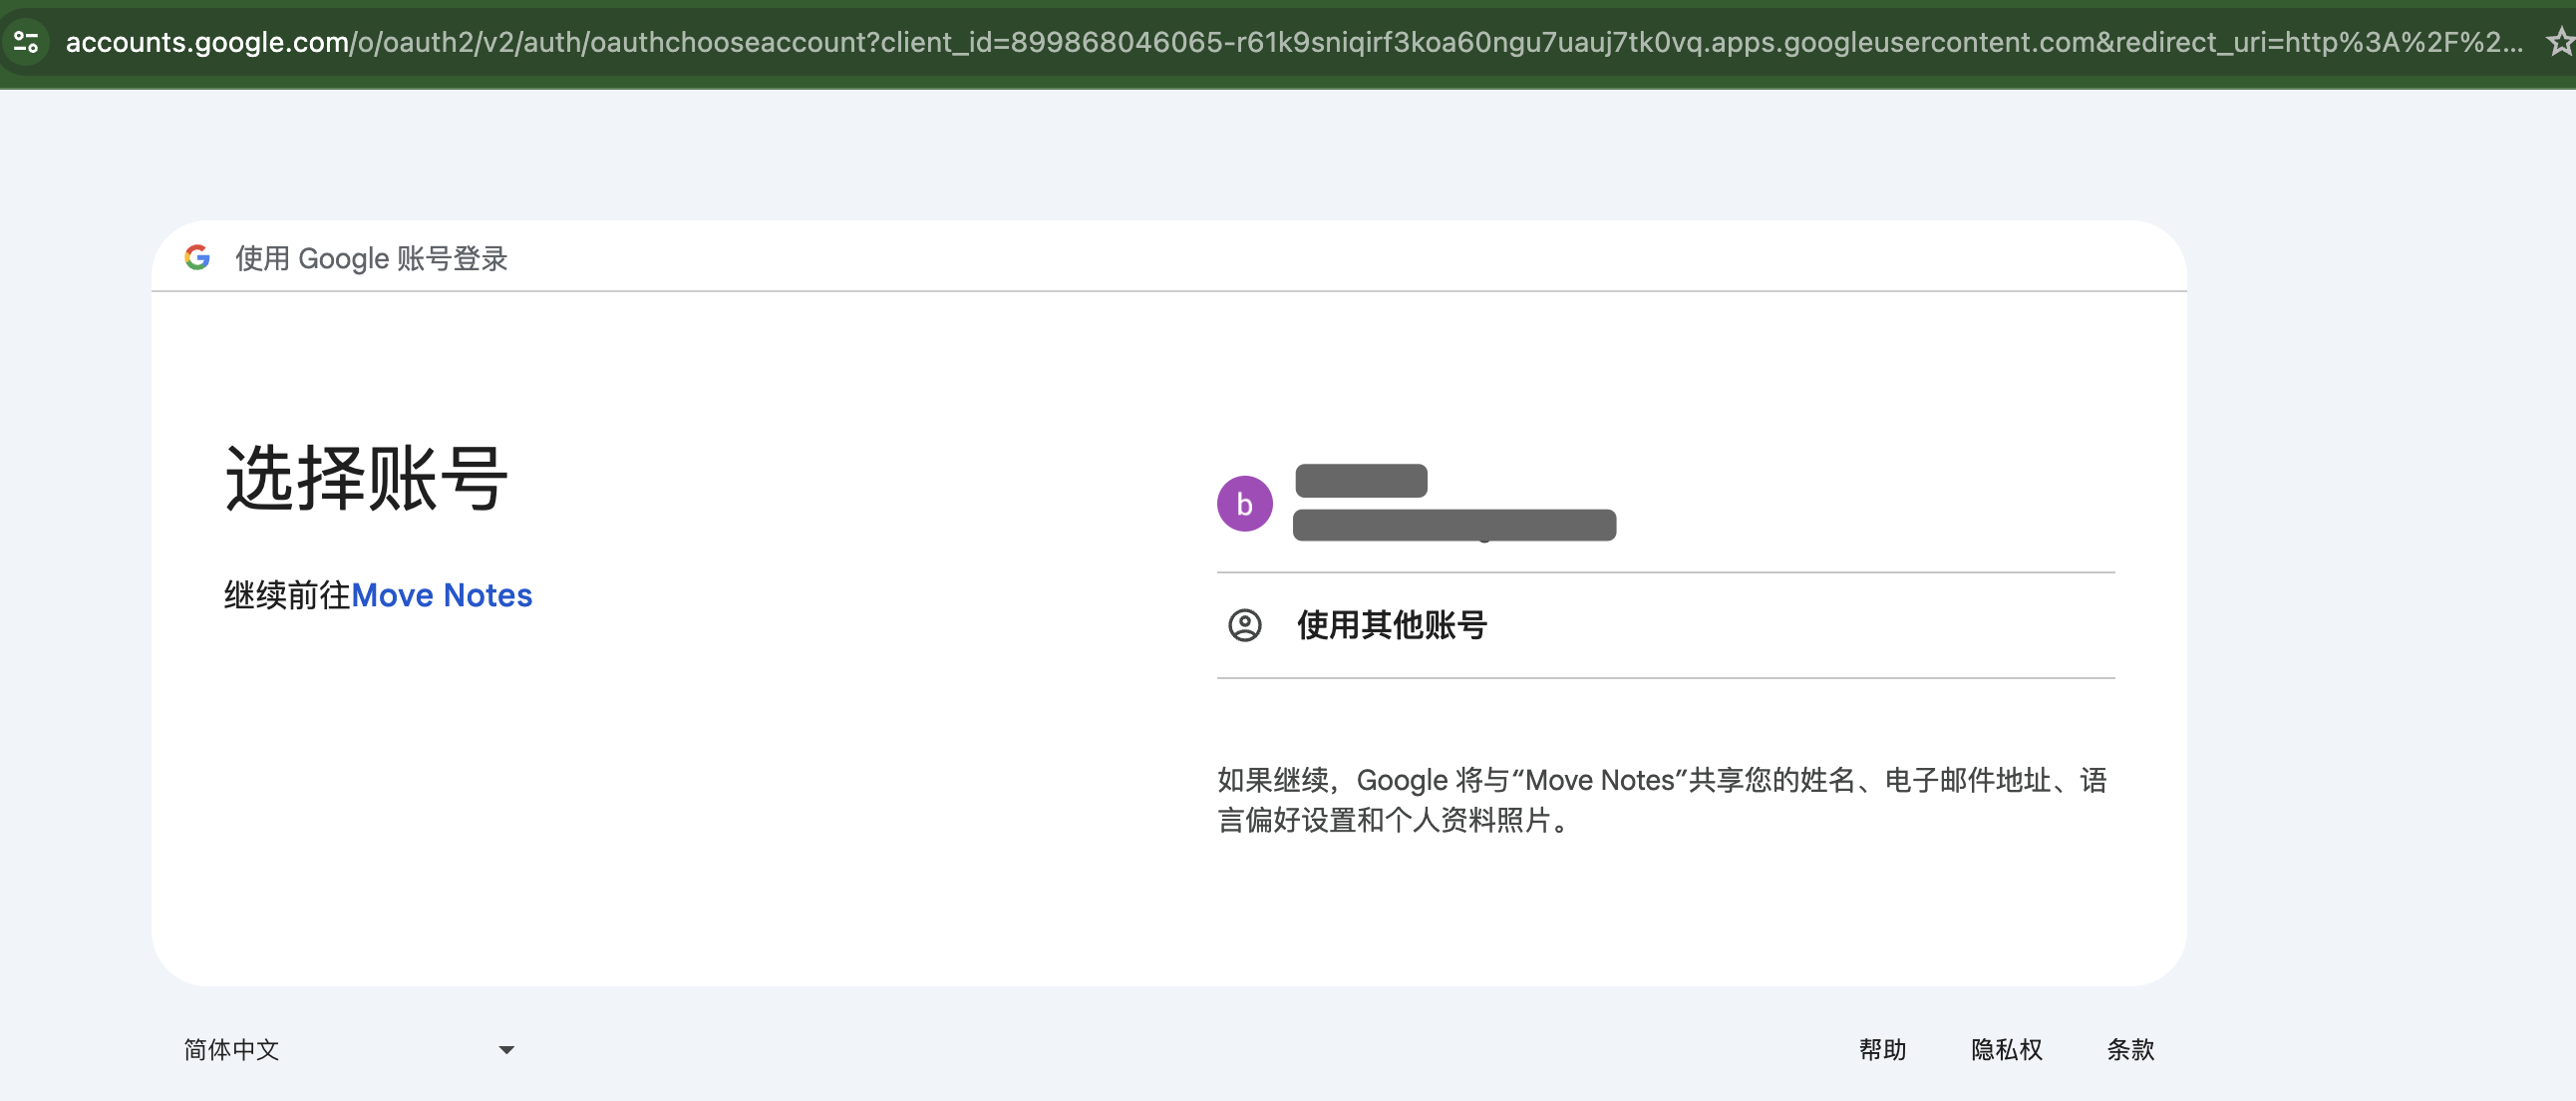 accounts.google.com/o/oauth2/v2/auth/oauthchooseaccount?client_id=899868046065-r61k9sniqirf3koa60ngu7uauj7tk0vq.apps.googleusercontent.com&redirect_uri=http%3A%2F%2...
使用 Google 账号登录
选择账号
继续前往Move Notes
b
使用其他账号
如果继续，Google 将与“Move Notes”共享您的姓名、电子邮件地址、语
言偏好设置和个人资料照片。
简体中文
帮助 隐私权 条款